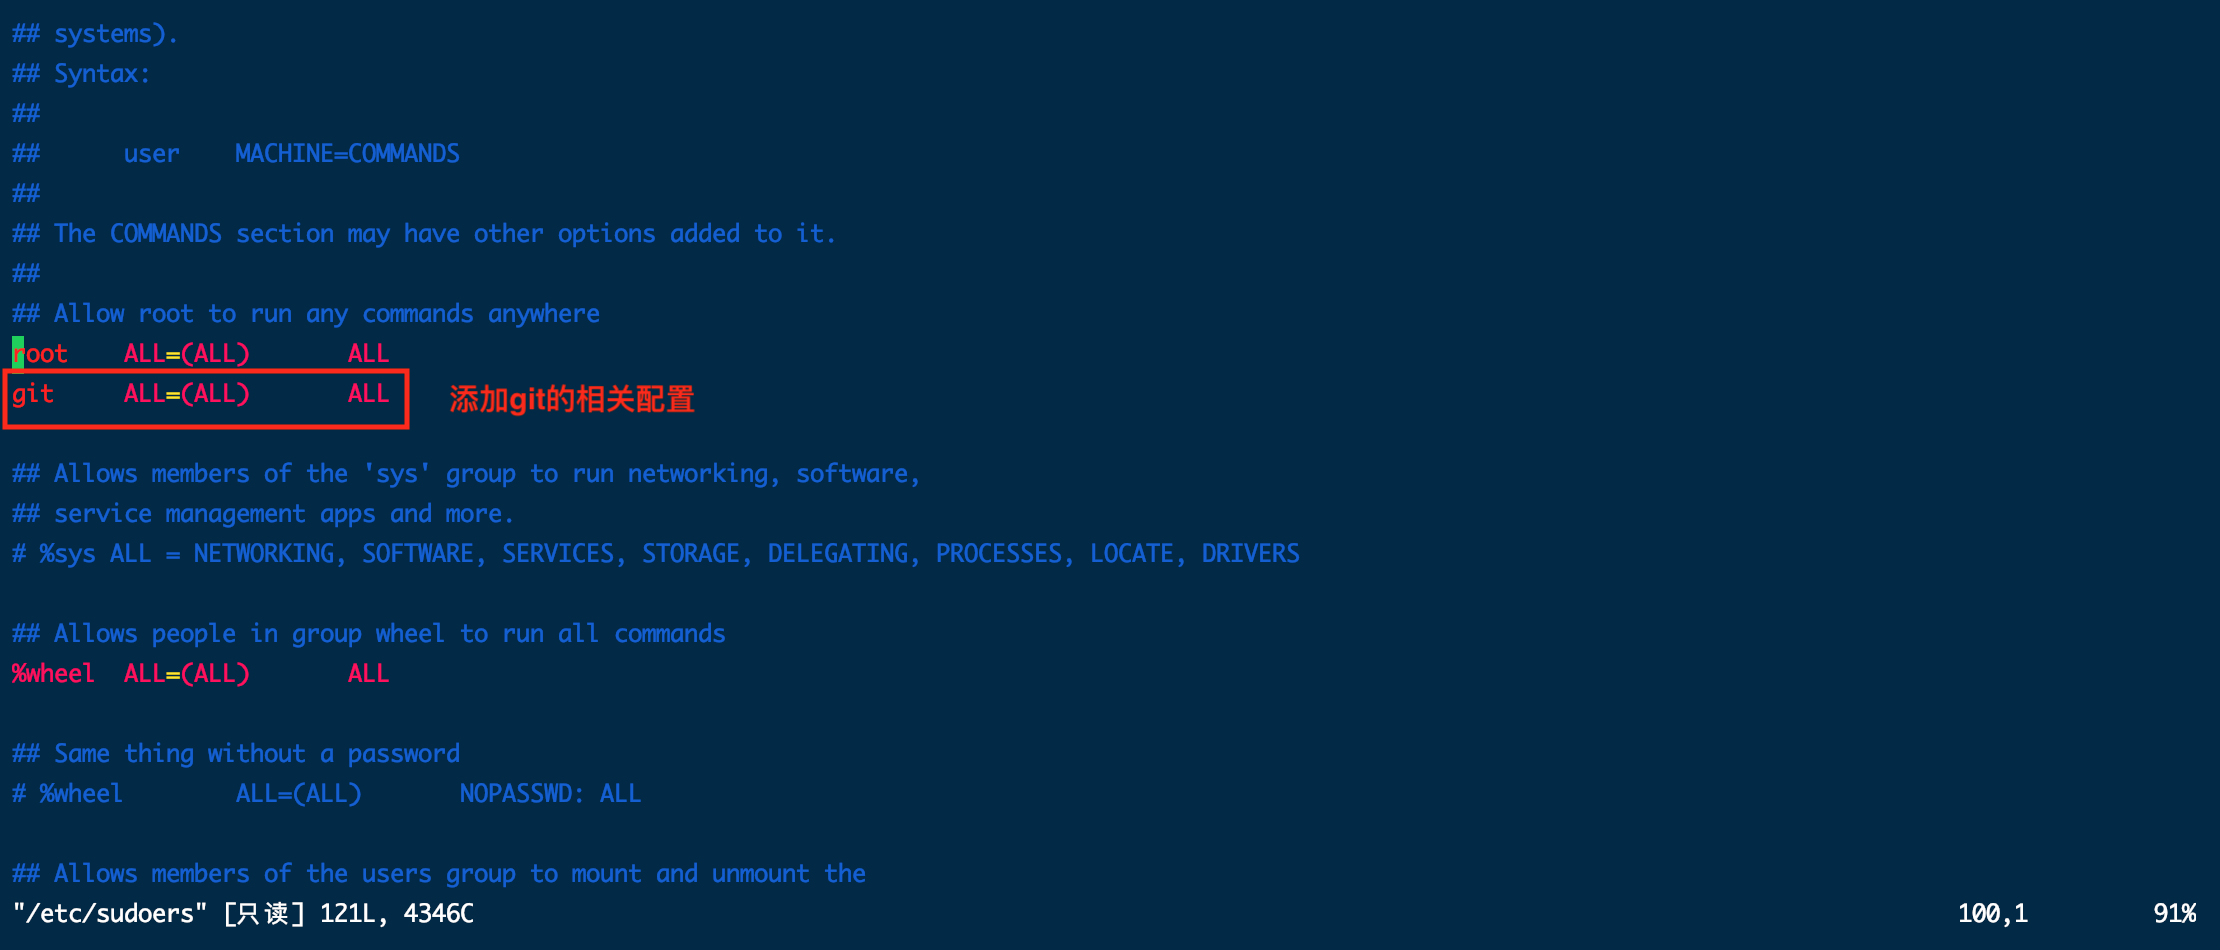 ## systems).
## Syntax:
##
##      user    MACHINE=COMMANDS
##
## The COMMANDS section may have other options added to it.
##
## Allow root to run any commands anywhere
root    ALL=(ALL)       ALL
git     ALL=(ALL)       ALL
添加git的相关配置
## Allows members of the 'sys' group to run networking, software,
## service management apps and more.
# %sys ALL = NETWORKING, SOFTWARE, SERVICES, STORAGE, DELEGATING, PROCESSES, LOCATE, DRIVERS
## Allows people in group wheel to run all commands
%wheel  ALL=(ALL)       ALL
## Same thing without a password
# %wheel        ALL=(ALL)       NOPASSWD: ALL
## Allows members of the users group to mount and unmount the
"/etc/sudoers" [只读] 121L, 4346C    100,1    91%